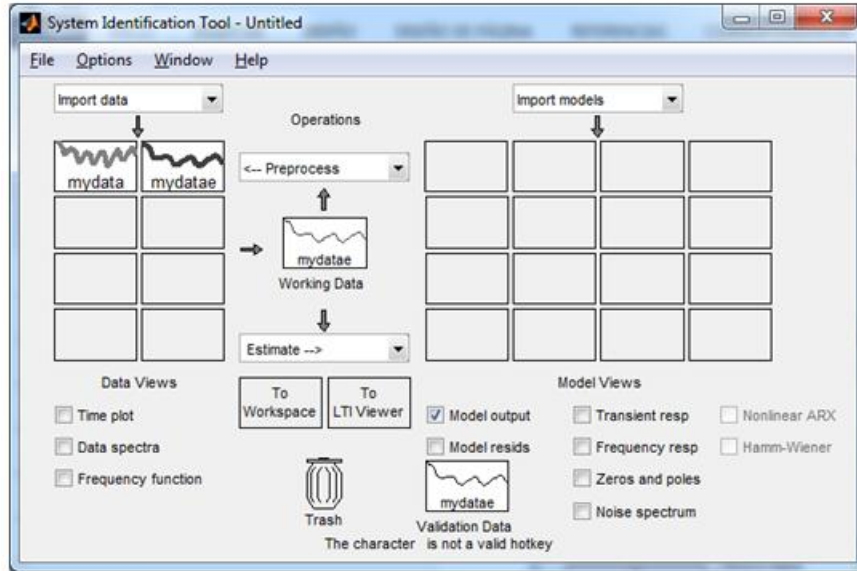 System Identification Tool - Untitled
File Options Window Help
Import data
Import models
Operations
mydata
mydatae
<-- Preprocess
mydatae
Working Data
Estimate -->
Data Views
Time plot
Data spectra
Frequency function
To
Workspace
To
LTI Viewer
Trash
Model Views
Model output
Transient resp
Nonlinear ARX
Model resids
Frequency resp
Hamm-Wiener
mydatae
Zeros and poles
Validation Data
Noise spectrum
The character is not a valid hotkey